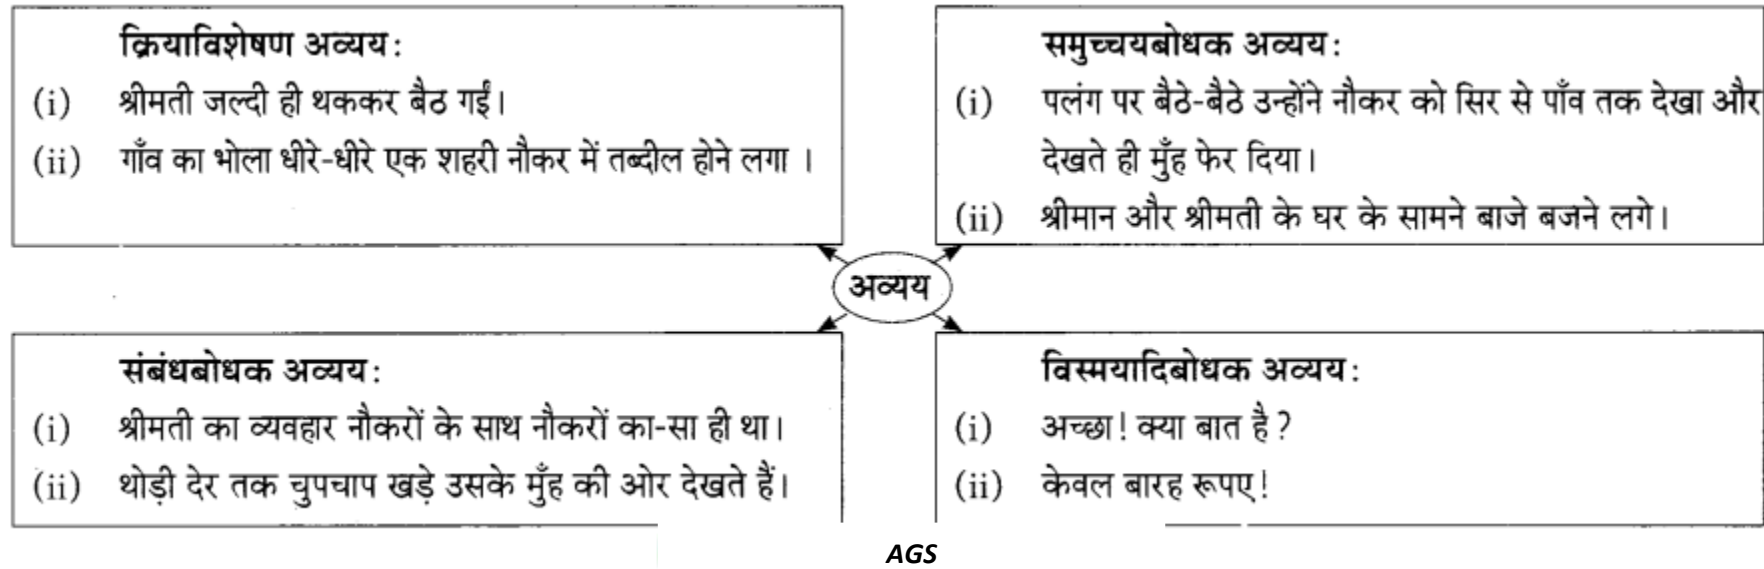 क्रियाविशेषण अव्यय:
(i) श्रीमती जल्दी ही थककर बैठ गईं।
(ii) गाँव का भोला धीरे-धीरे एक शहरी नौकर में तब्दील होने लगा ।
समुच्चयबोधक अव्यय:
(i) पलंग पर बैठे-बैठे उन्होंने नौकर को सिर से पाँव तक देखा और
देखते ही मुँह फेर दिया।
(ii) श्रीमान और श्रीमती के घर के सामने बाजे बजने लगे।
अव्यय
संबंधबोधक अव्यय:
(i) श्रीमती का व्यवहार नौकरों के साथ नौकरों का-सा ही था।
(ii) थोड़ी देर तक चुपचाप खड़े उसके मुँह की ओर देखते हैं।
विस्मयादिबोधक अव्यय:
(i) अच्छा! क्या बात है?
(ii) केवल बारह रूपए!
AGS